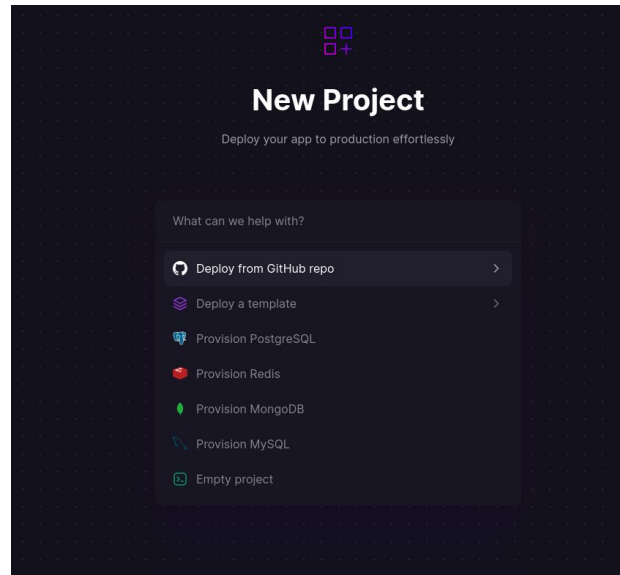 New Project
Deploy your app to production effortlessly
What can we help with?
Deploy from GitHub repo
Deploy a template
Provision PostgreSQL
Provision Redis
Provision MongoDB
Provision MySQL
Empty project